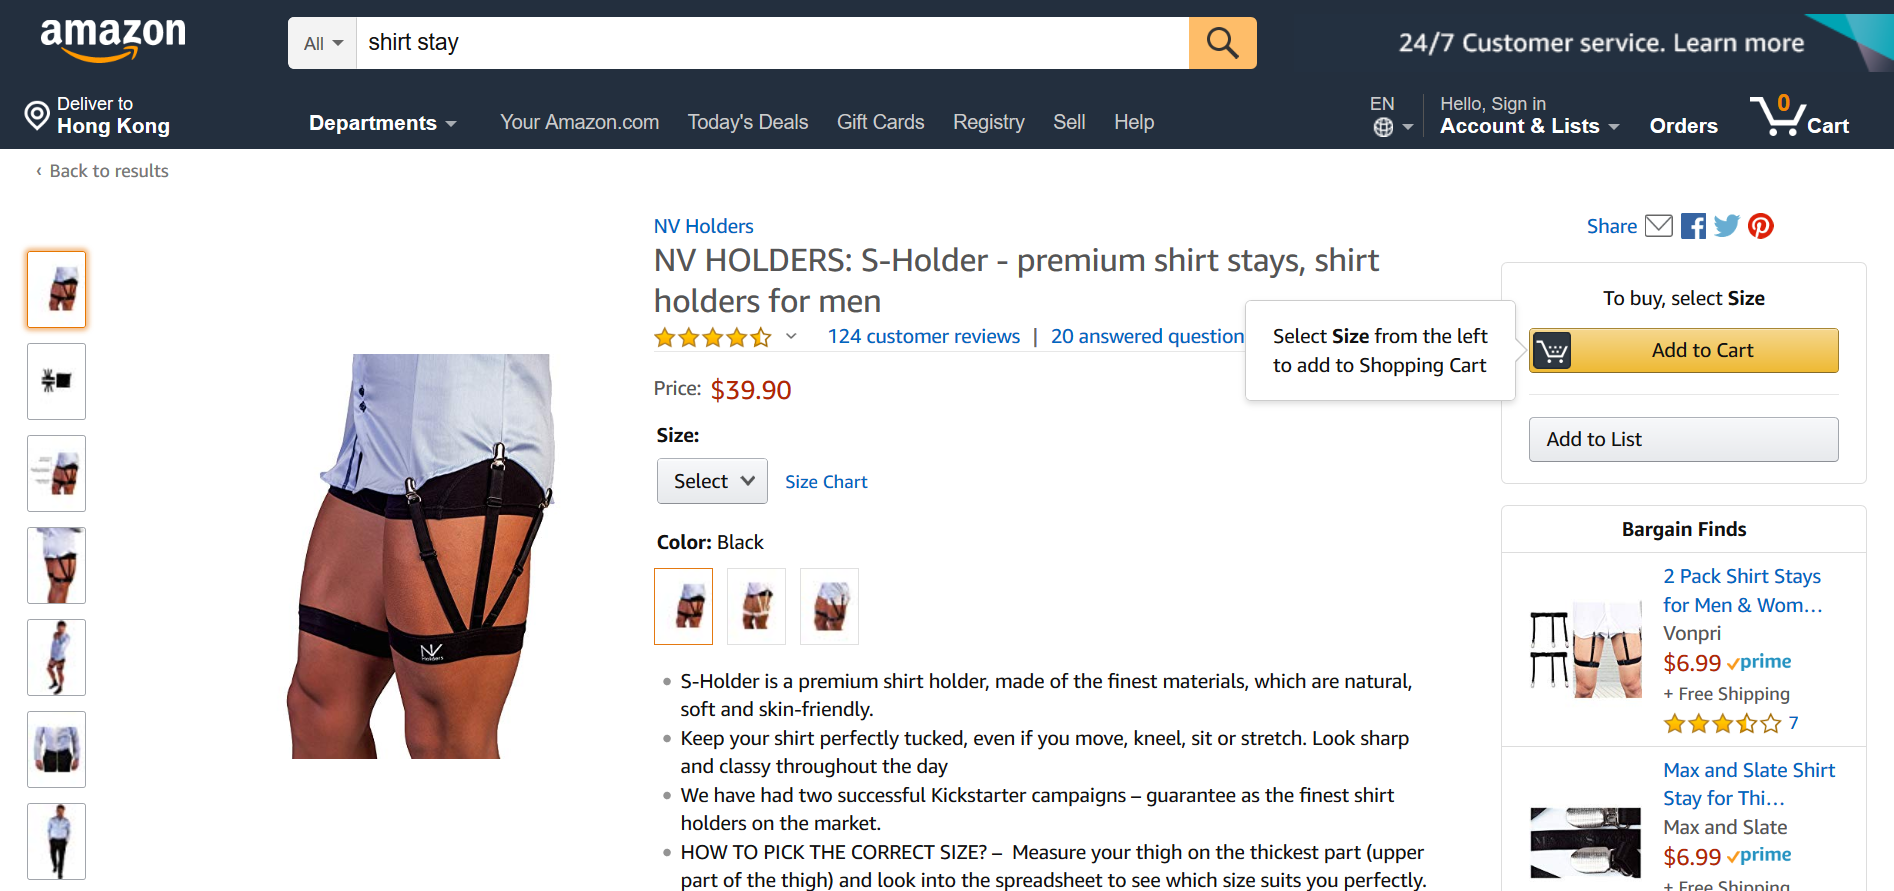 amazon
All
shirt stay
24/7 Customer service. Learn more
Deliver to
Hong Kong
Departments
Your Amazon.com
Today's Deals
Gift Cards
Registry
Sell
Help
EN
Hello, Sign in
Account & Lists
Orders
0
Cart
‹ Back to results
NV Holders
NV HOLDERS: S-Holder - premium shirt stays, shirt
holders for men
124 customer reviews | 20 answered question
Price: $39.90
Size:
Select
Size Chart
Color: Black
• S-Holder is a premium shirt holder, made of the finest materials, which are natural,
soft and skin-friendly.
• Keep your shirt perfectly tucked, even if you move, kneel, sit or stretch. Look sharp
and classy throughout the day
• We have had two successful Kickstarter campaigns – guarantee as the finest shirt
holders on the market.
• HOW TO PICK THE CORRECT SIZE? – Measure your thigh on the thickest part (upper
part of the thigh) and look into the spreadsheet to see which size suits you perfectly.
NV
Holders
Share
To buy, select Size
Select Size from the left
to add to Shopping Cart
Add to Cart
Add to List
Bargain Finds
2 Pack Shirt Stays
for Men & Wom…
Vonpri
$6.99 prime
+ Free Shipping
7
Max and Slate Shirt
Stay for Thi…
Max and Slate
$6.99 prime
+ Free Shipping